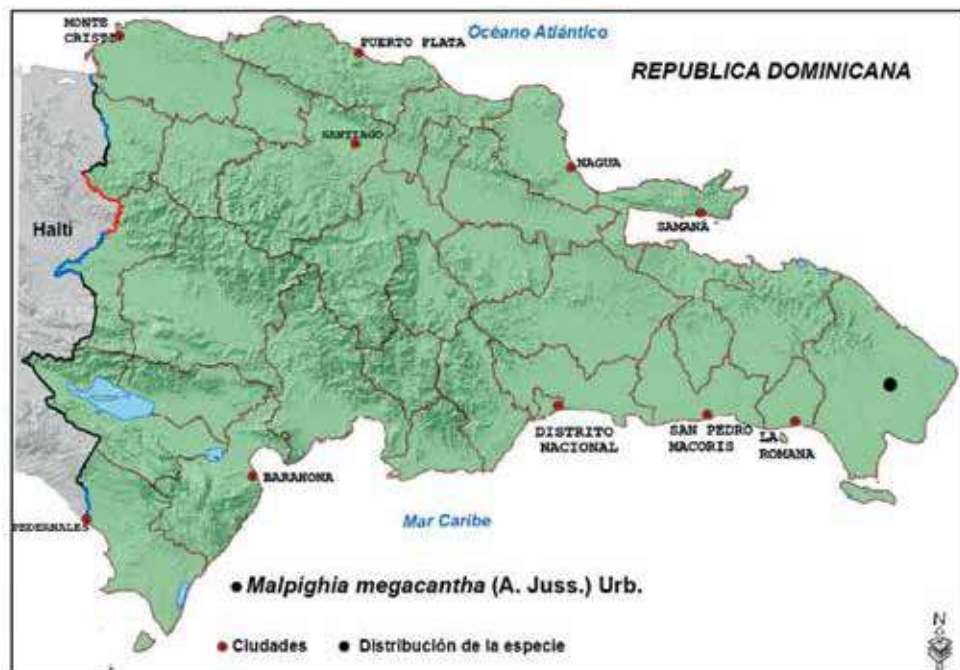 MONTE
CRISTI
PUERTO PLATA
Océano Atlántico
REPUBLICA DOMINICANA
SANTIAGO
NAGUA
SAMANÁ
Haití
DISTRITO
NACIONAL
SAN PEDRO
MACORIS
LA
ROMANA
BARAHONA
PEDERNALES
Mar Caribe
Malpighia megacantha (A. Juss.) Urb.
Ciudades
Distribución de la especie
N